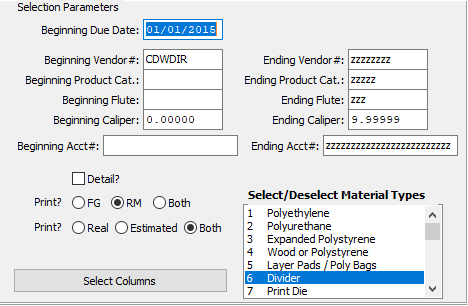 Selection Parameters
Beginning Due Date: 01/01/2015
Beginning Vendor#: CDWDIR Ending Vendor#: zzzzzzzz
Beginning Product Cat.: Ending Product Cat.: zzzzz
Beginning Flute: Ending Flute: zzz
Beginning Caliper: 0.00000 Ending Caliper: 9.99999
Beginning Acct#: Ending Acct#: zzzzzzzzzzzzzzzzzzzzzzzzz
Detail?
Print? FG RM Both
Print? Real Estimated Both
Select/Deselect Material Types
1 Polyethylene
2 Polyurethane
3 Expanded Polystyrene
4 Wood or Polystyrene
5 Layer Pads / Poly Bags
6 Divider
7 Print Die
Select Columns